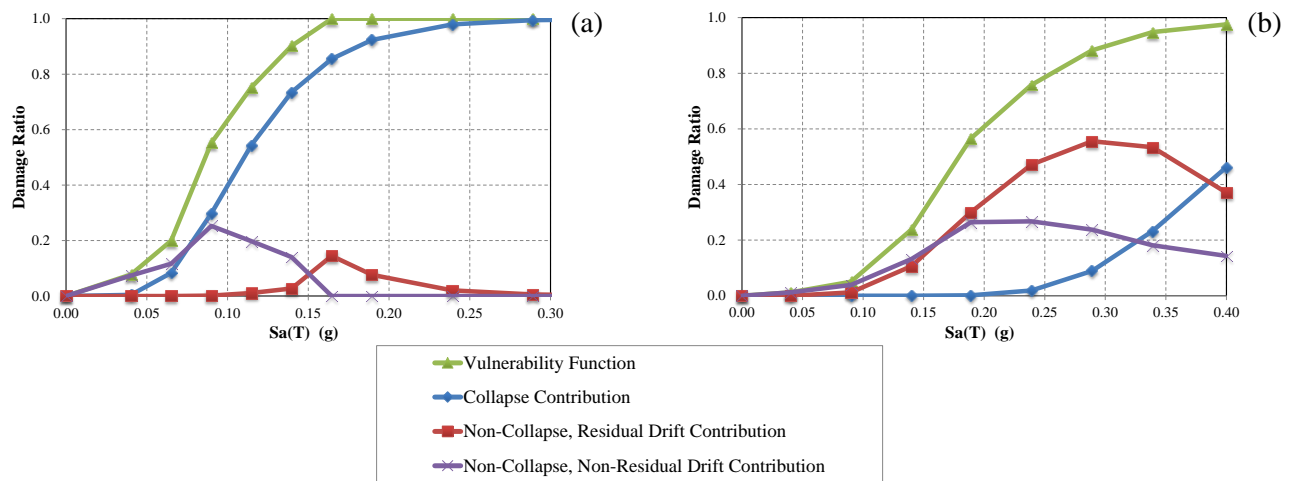 (a)
1.0
0.8
0.6
0.4
0.2
0.0
Damage Ratio
0.00 0.05 0.10 0.15 0.20 0.25 0.30
Sa(T) (g)
(b)
1.0
0.8
0.6
0.4
0.2
0.0
Damage Ratio
0.00 0.05 0.10 0.15 0.20 0.25 0.30 0.35 0.40
Sa(T) (g)
Vulnerability Function
Collapse Contribution
Non-Collapse, Residual Drift Contribution
Non-Collapse, Non-Residual Drift Contribution